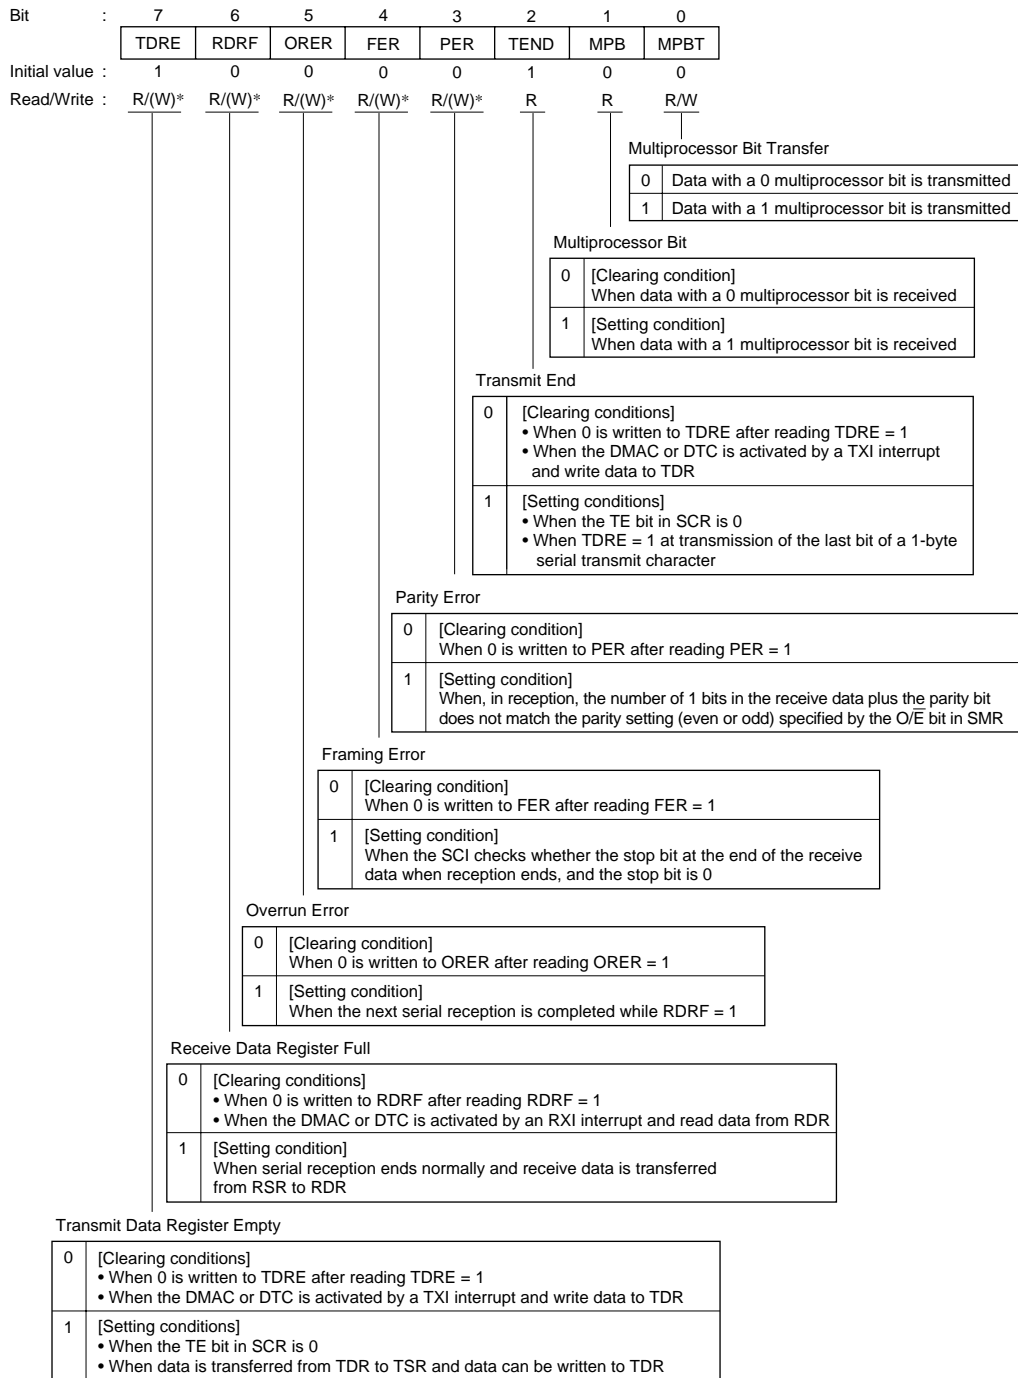 Bit : 7 6 5 4 3 2 1 0
TDRE RDRF ORER FER PER TEND MPB MPBT
Initial value : 1 0 0 0 0 1 0 0
Read/Write : R/(W)* R/(W)* R/(W)* R/(W)* R/(W)* R R R/W
Multiprocessor Bit Transfer
0 Data with a 0 multiprocessor bit is transmitted
1 Data with a 1 multiprocessor bit is transmitted
Multiprocessor Bit
0 [Clearing condition]
When data with a 0 multiprocessor bit is received
1 [Setting condition]
When data with a 1 multiprocessor bit is received
Transmit End
0 [Clearing conditions]
• When 0 is written to TDRE after reading TDRE = 1
• When the DMAC or DTC is activated by a TXI interrupt
and write data to TDR
1 [Setting conditions]
• When the TE bit in SCR is 0
• When TDRE = 1 at transmission of the last bit of a 1-byte
serial transmit character
Parity Error
0 [Clearing condition]
When 0 is written to PER after reading PER = 1
1 [Setting condition]
When, in reception, the number of 1 bits in the receive data plus the parity bit
does not match the parity setting (even or odd) specified by the O/E̅ bit in SMR
Framing Error
0 [Clearing condition]
When 0 is written to FER after reading FER = 1
1 [Setting condition]
When the SCI checks whether the stop bit at the end of the receive
data when reception ends, and the stop bit is 0
Overrun Error
0 [Clearing condition]
When 0 is written to ORER after reading ORER = 1
1 [Setting condition]
When the next serial reception is completed while RDRF = 1
Receive Data Register Full
0 [Clearing conditions]
• When 0 is written to RDRF after reading RDRF = 1
• When the DMAC or DTC is activated by an RXI interrupt and read data from RDR
1 [Setting condition]
When serial reception ends normally and receive data is transferred
from RSR to RDR
Transmit Data Register Empty
0 [Clearing conditions]
• When 0 is written to TDRE after reading TDRE = 1
• When the DMAC or DTC is activated by a TXI interrupt and write data to TDR
1 [Setting conditions]
• When the TE bit in SCR is 0
• When data is transferred from TDR to TSR and data can be written to TDR